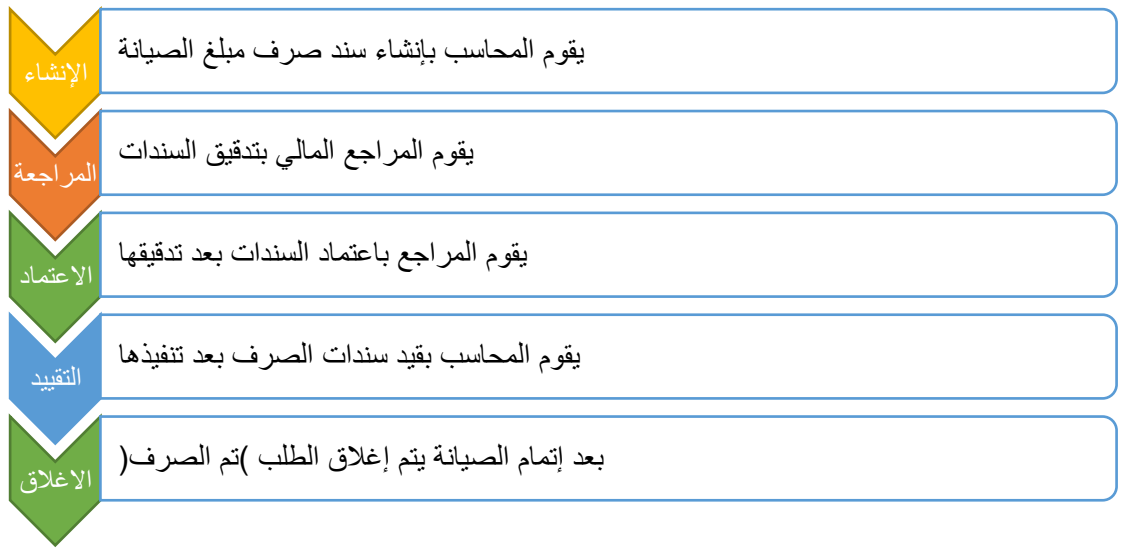 الإنشاء
يقوم المحاسب بإنشاء سند صرف مبلغ الصيانة
المراجعة
يقوم المراجع المالي بتدقيق السندات
الاعتماد
يقوم المراجع باعتماد السندات بعد تدقيقها
التقييد
يقوم المحاسب بقيد سندات الصرف بعد تنفيذها
الاغلاق
بعد إتمام الصيانة يتم إغلاق الطلب )تم الصرف(